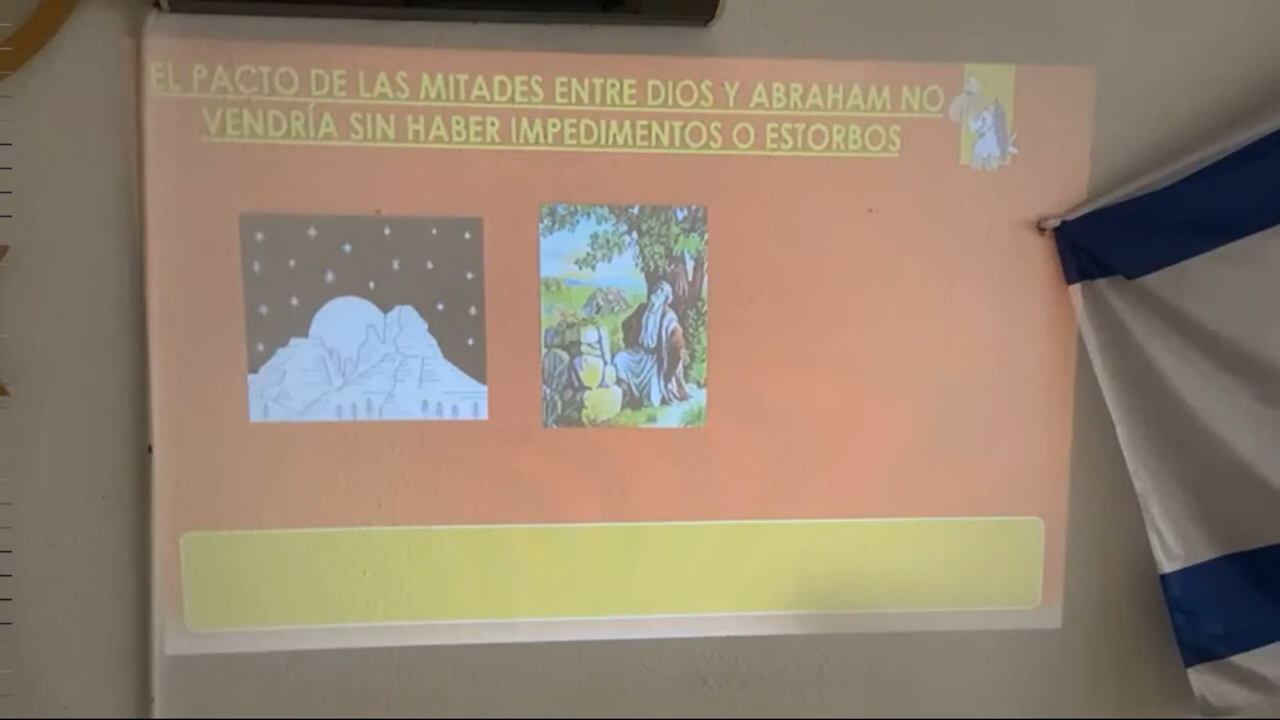 EL PACTO DE LAS MITADES ENTRE DIOS Y ABRAHAM NO
VENDRÍA SIN HABER IMPEDIMENTOS O ESTORBOS